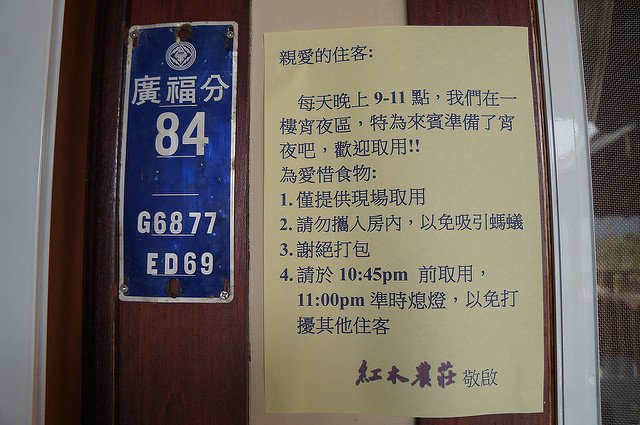 廣福分
84
G6877
ED69
親愛的住客:
每天晚上 9-11 點，我們在一
樓宵夜區，特為來賓準備了宵
夜吧，歡迎取用!!
為愛惜食物:
1. 僅提供現場取用
2. 請勿攜入房內，以免吸引螞蟻
3. 謝絕打包
4. 請於 10:45pm 前取用，
11:00pm 準時熄燈，以免打
擾其他住客
紅木農莊 敬啟